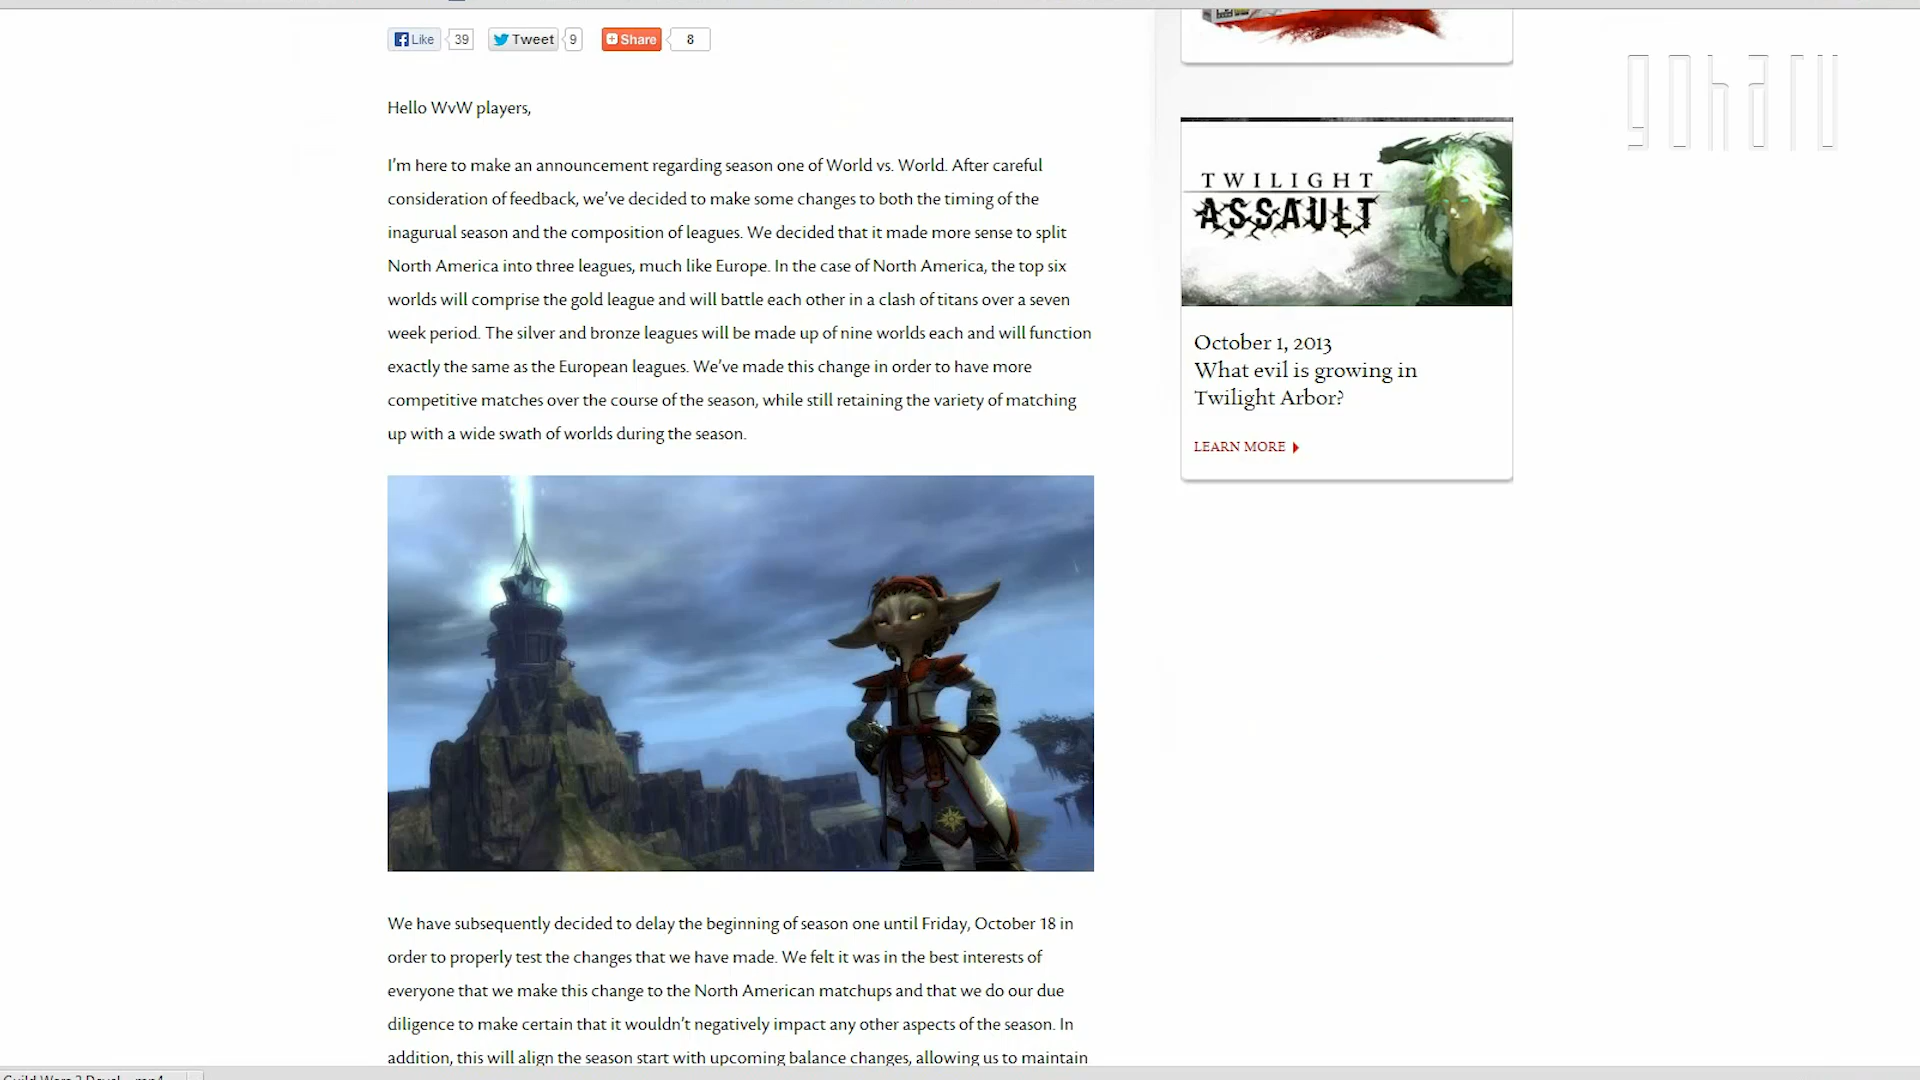 Like 39 Tweet 9 Share 8
goharu
Hello WvW players,
I'm here to make an announcement regarding season one of World vs. World. After careful
consideration of feedback, we've decided to make some changes to both the timing of the
inagurual season and the composition of leagues. We decided that it made more sense to split
North America into three leagues, much like Europe. In the case of North America, the top six
worlds will comprise the gold league and will battle each other in a clash of titans over a seven
week period. The silver and bronze leagues will be made up of nine worlds each and will function
exactly the same as the European leagues. We've made this change in order to have more
competitive matches over the course of the season, while still retaining the variety of matching
up with a wide swath of worlds during the season.
We have subsequently decided to delay the beginning of season one until Friday, October 18 in
order to properly test the changes that we have made. We felt it was in the best interests of
everyone that we make this change to the North American matchups and that we do our due
diligence to make certain that it wouldn't negatively impact any other aspects of the season. In
addition, this will align the season start with upcoming balance changes, allowing us to maintain
TWILIGHT
ASSAULT
October 1, 2013
What evil is growing in
Twilight Arbor?
LEARN MORE